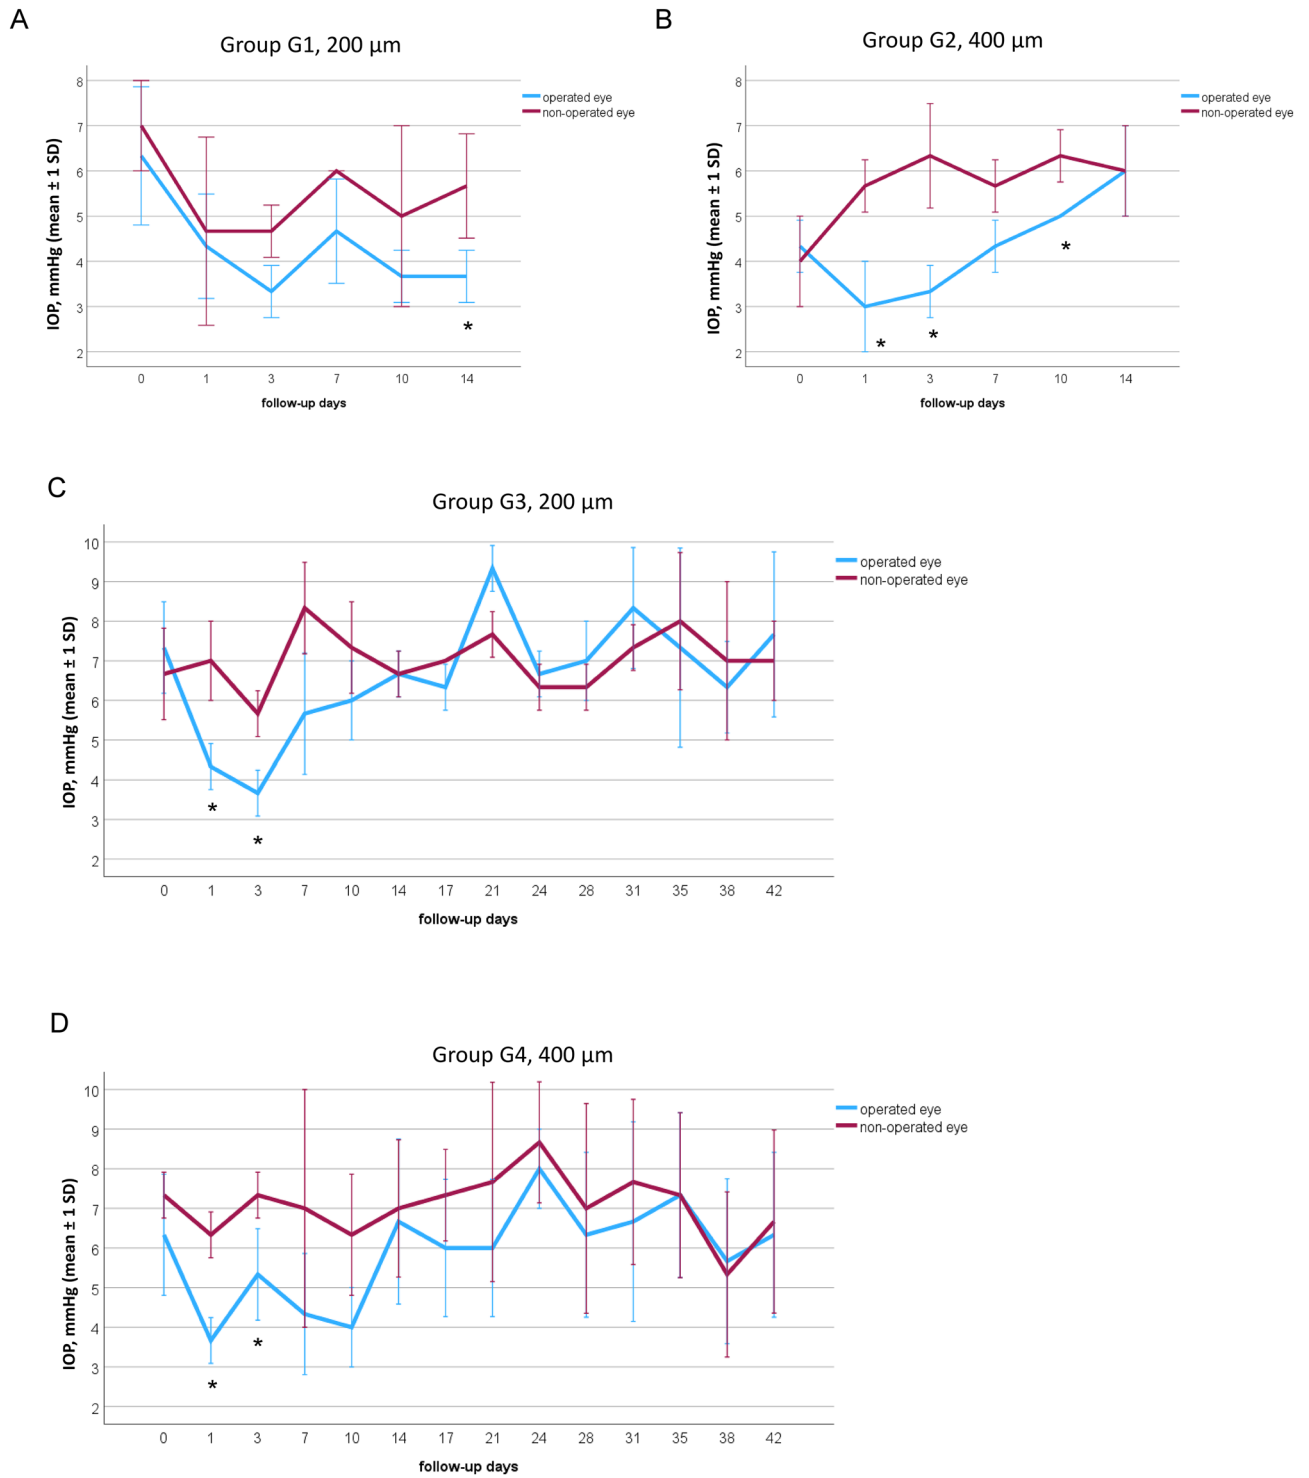 A
Group G1, 200 µm
IOP, mmHg (mean ± 1 SD)
8
7
6
5
4
3
2
*
0 1 3 7 10 14
follow-up days
operated eye
non-operated eye
B
Group G2, 400 µm
IOP, mmHg (mean ± 1 SD)
8
7
6
5
4
3
2
* * *
0 1 3 7 10 14
follow-up days
operated eye
non-operated eye
C
Group G3, 200 µm
IOP, mmHg (mean ± 1 SD)
10
9
8
7
6
5
4
3
2
* *
0 1 3 7 10 14 17 21 24 28 31 35 38 42
follow-up days
operated eye
non-operated eye
D
Group G4, 400 µm
IOP, mmHg (mean ± 1 SD)
10
9
8
7
6
5
4
3
2
* *
0 1 3 7 10 14 17 21 24 28 31 35 38 42
follow-up days
operated eye
non-operated eye